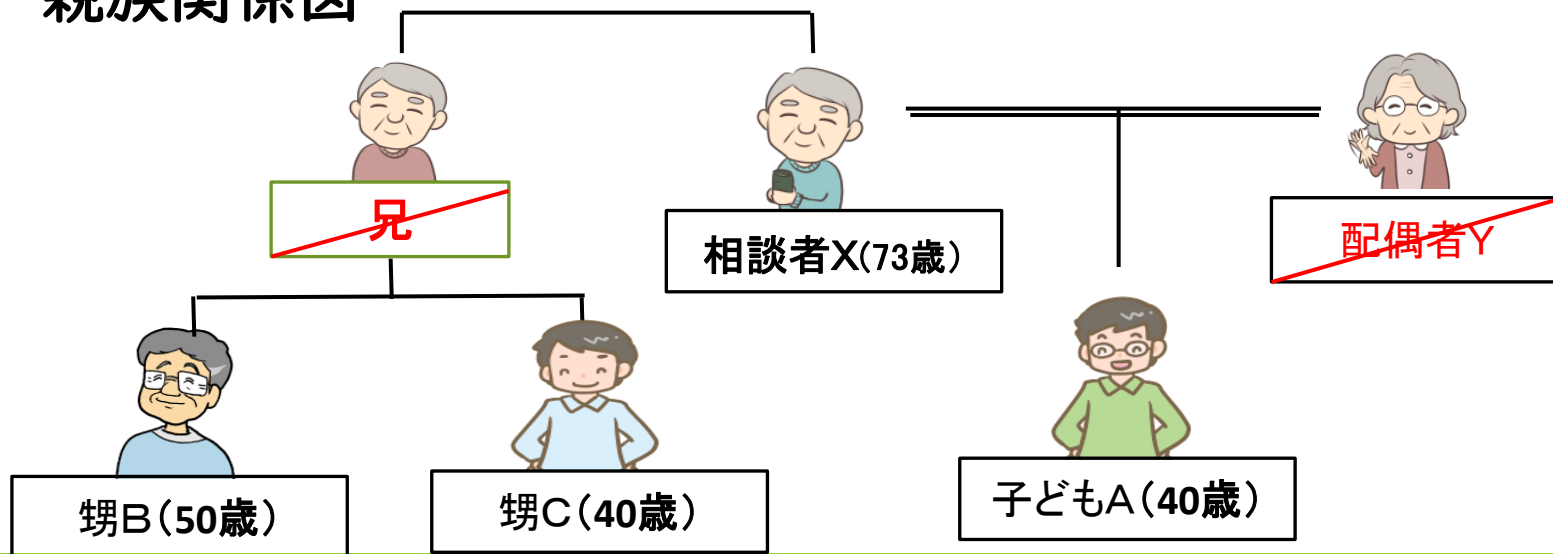 親族関係図
兄
相談者X(73歳)
配偶者Y
甥B(50歳)
甥C(40歳)
子どもA(40歳)